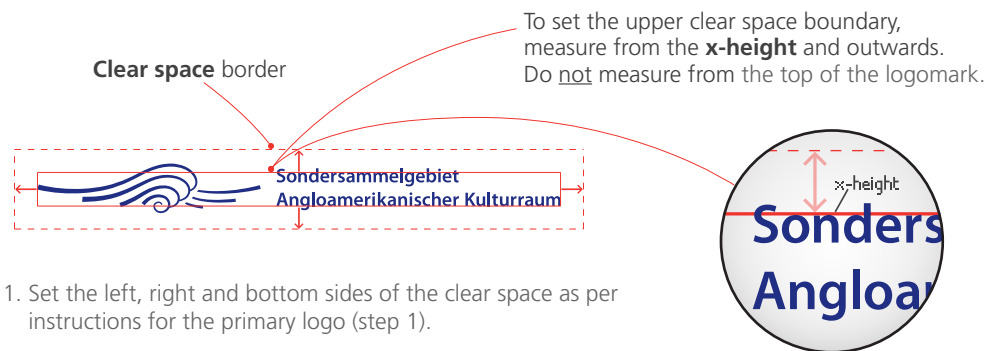 To set the upper clear space boundary,
measure from the x-height and outwards.
Do not measure from the top of the logomark.
Clear space border
Sondersammelgebiet
Angloamerikanischer Kulturraum
x-height
Sonders
Angloa
1. Set the left, right and bottom sides of the clear space as per
instructions for the primary logo (step 1).